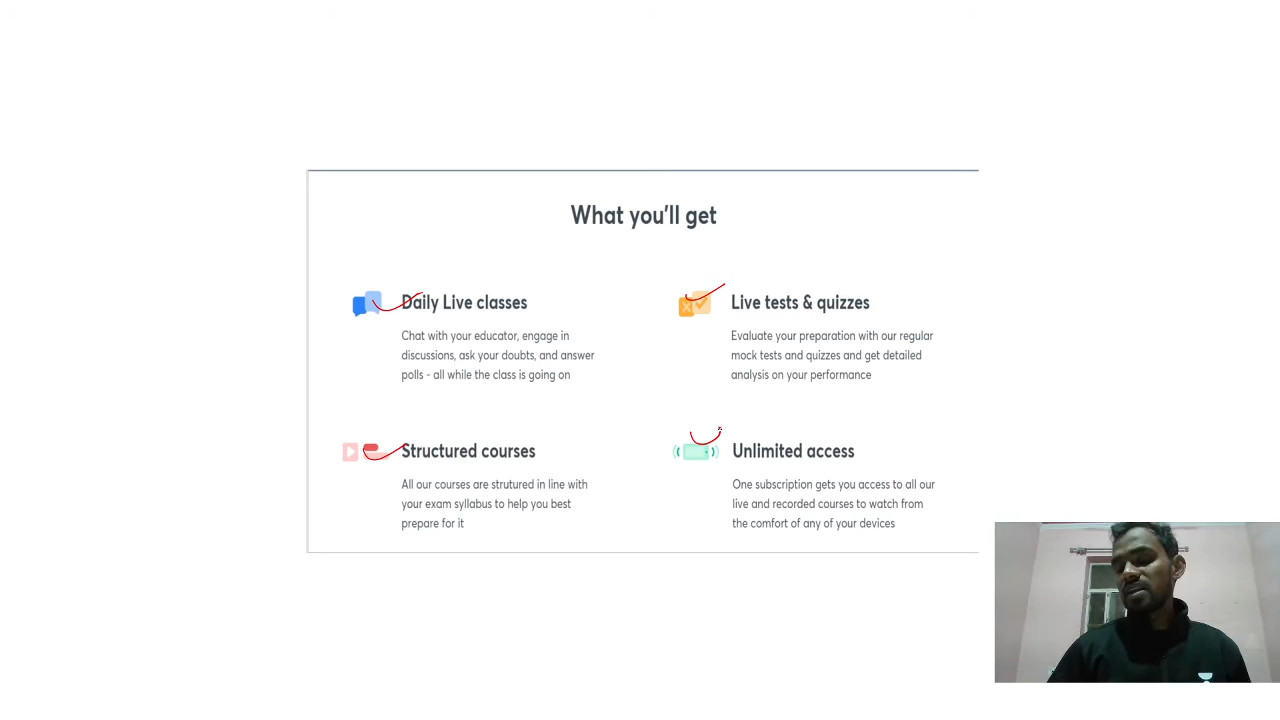 What you'll get
Daily Live classes
Chat with your educator, engage in
discussions, ask your doubts, and answer
polls - all while the class is going on
Live tests & quizzes
Evaluate your preparation with our regular
mock tests and quizzes and get detailed
analysis on your performance
Structured courses
All our courses are strutured in line with
your exam syllabus to help you best
prepare for it
Unlimited access
One subscription gets you access to all our
live and recorded courses to watch from
the comfort of any of your devices